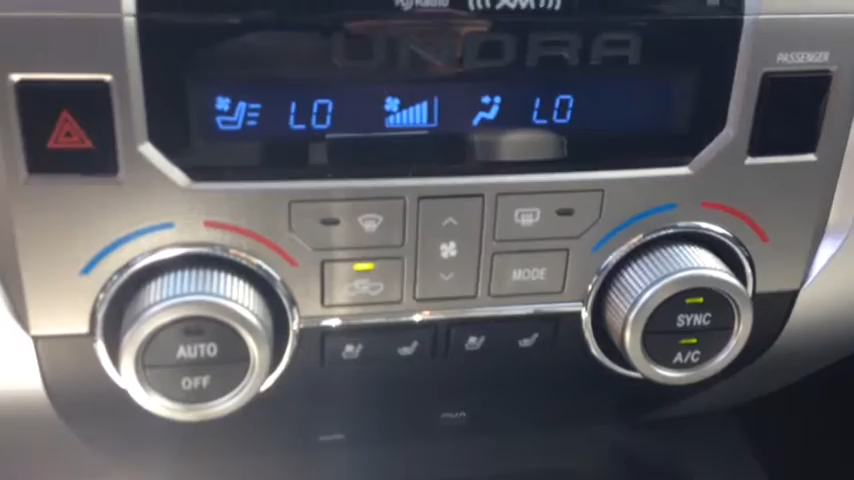 UNDRA
PASSENGER
LO LO
MODE
AUTO
OFF
SYNC
A/C